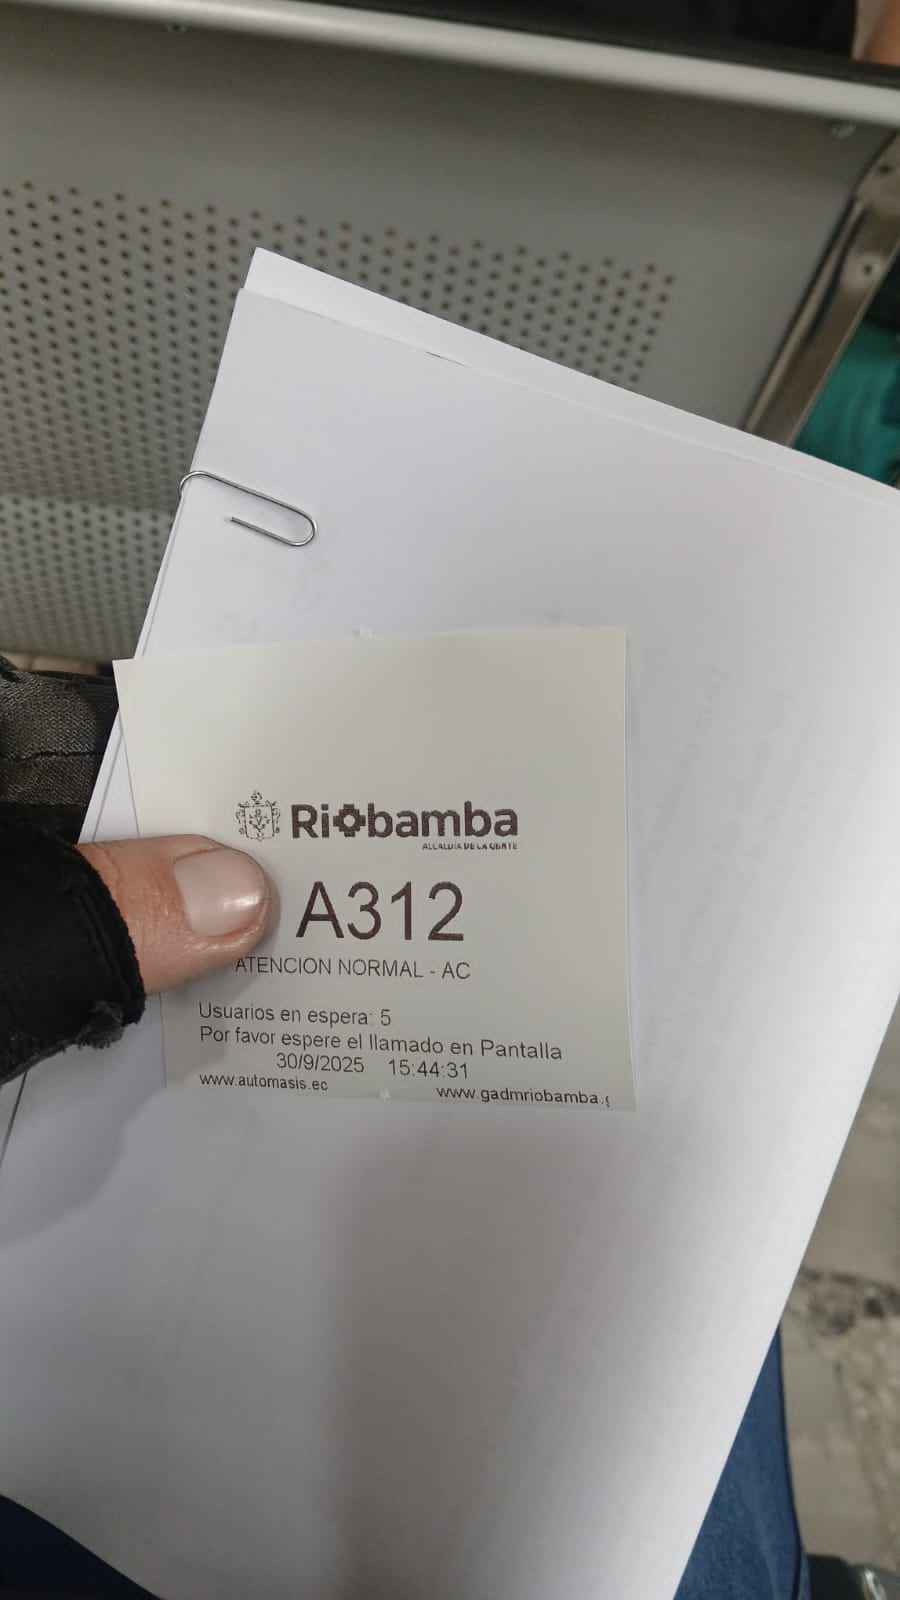 Riobamba
ALCALDÍA DE LA GENTE
A312
ATENCION NORMAL - AC
Usuarios en espera: 5
Por favor espere el llamado en Pantalla
30/9/2025 15:44:31
www.automasis.ec
www.gadmriobamba.g